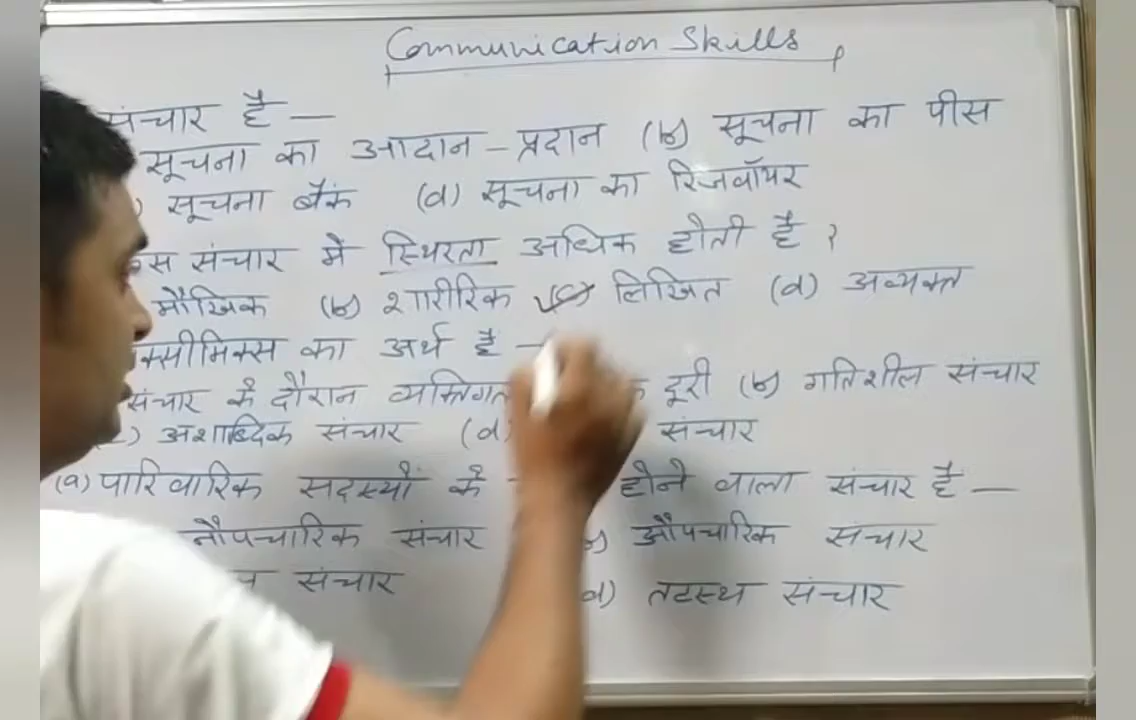 Communication Skills
संचार है —
सूचना का आदान – प्रदान (b) सूचना का पीस
) सूचना बैंक (d) सूचना का रिजर्वायर
स संचार में स्थिरता अधिक होती है ?
मौखिक (b) शारीरिक (c) लिखित (d) अव्यक्त
क्सीमिक्स का अर्थ है –
संचार के दौरान व्यक्तिगत क दूरी (b) गतिशील संचार
) अशाब्दिक संचार (d) संचार
(a) पारिवारिक सदस्यों के होने वाला संचार है —
नौपचारिक संचार b) औपचारिक संचार
संचार d) तटस्थ संचार